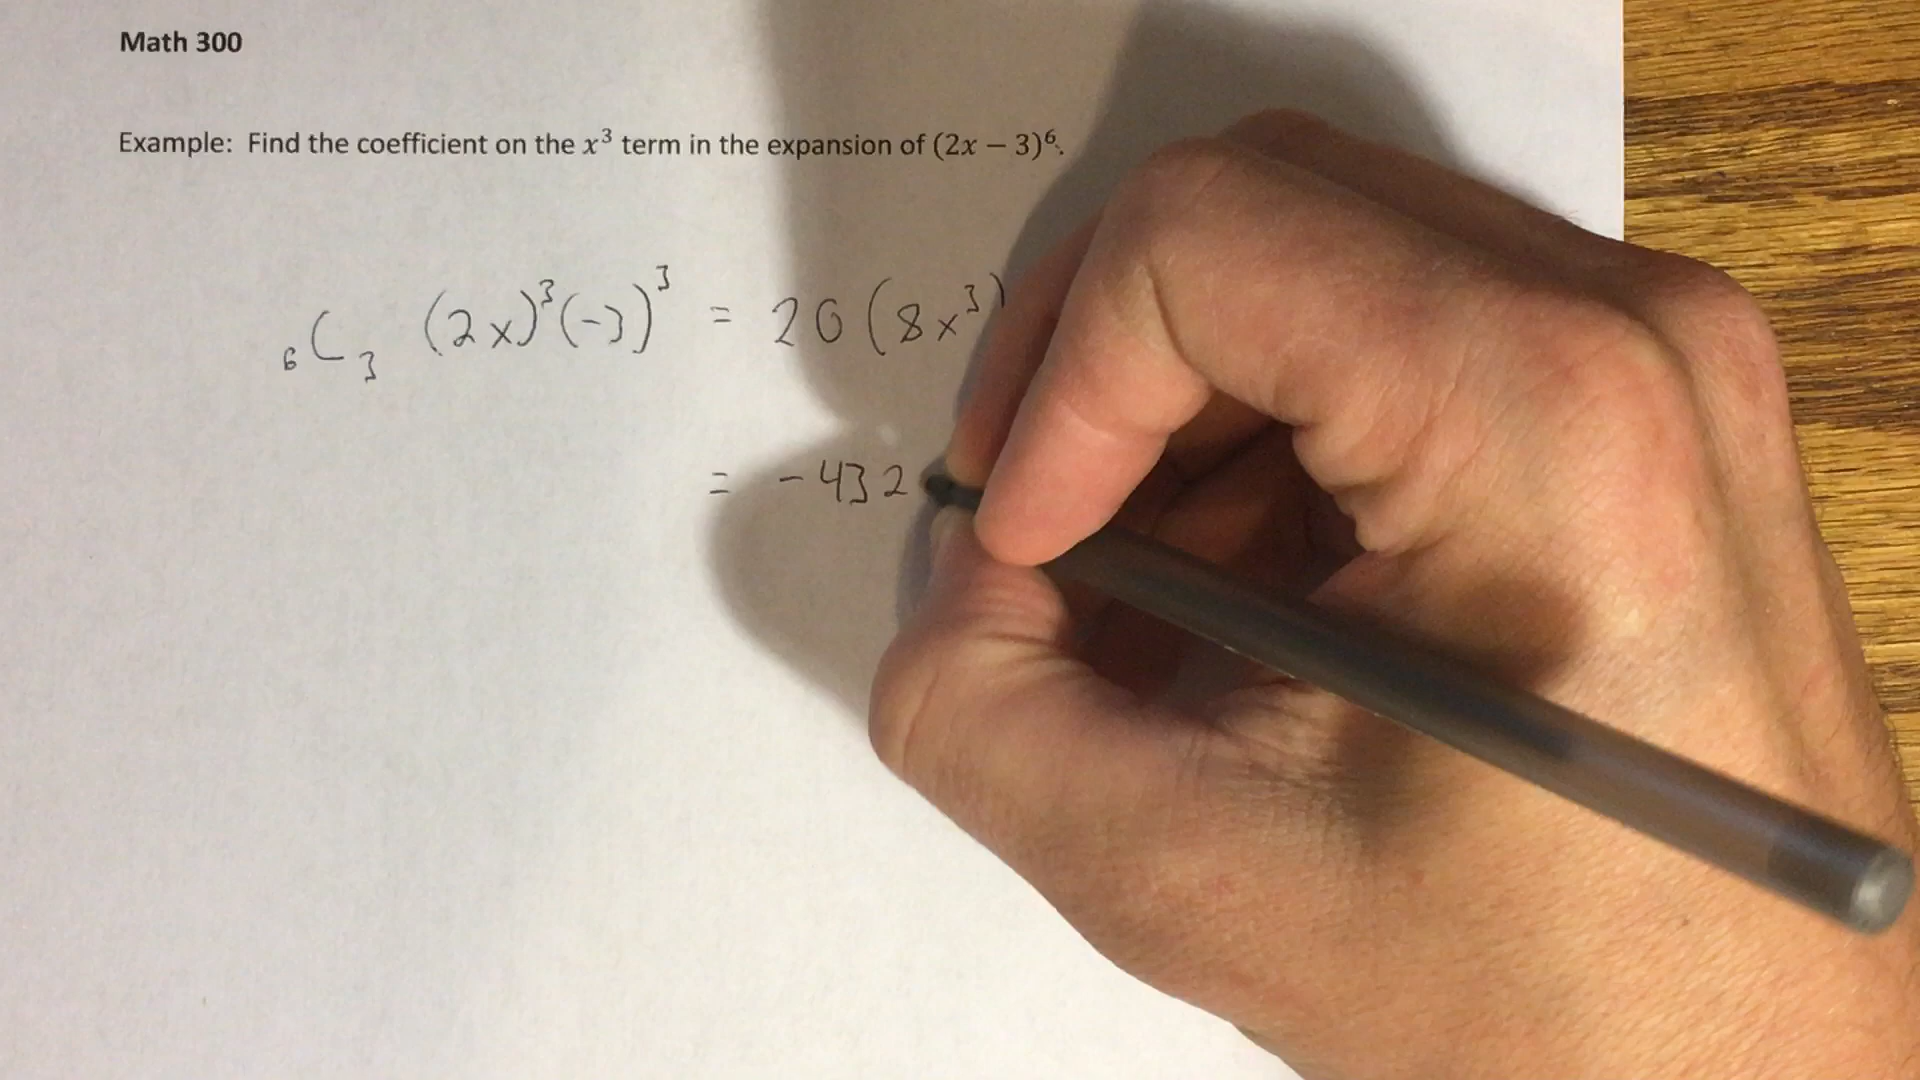 Math 300
Example: Find the coefficient on the x³ term in the expansion of (2x − 3)⁶.
₆C₃ (2x)³(-3)³ = 20 (8x³)
= -432